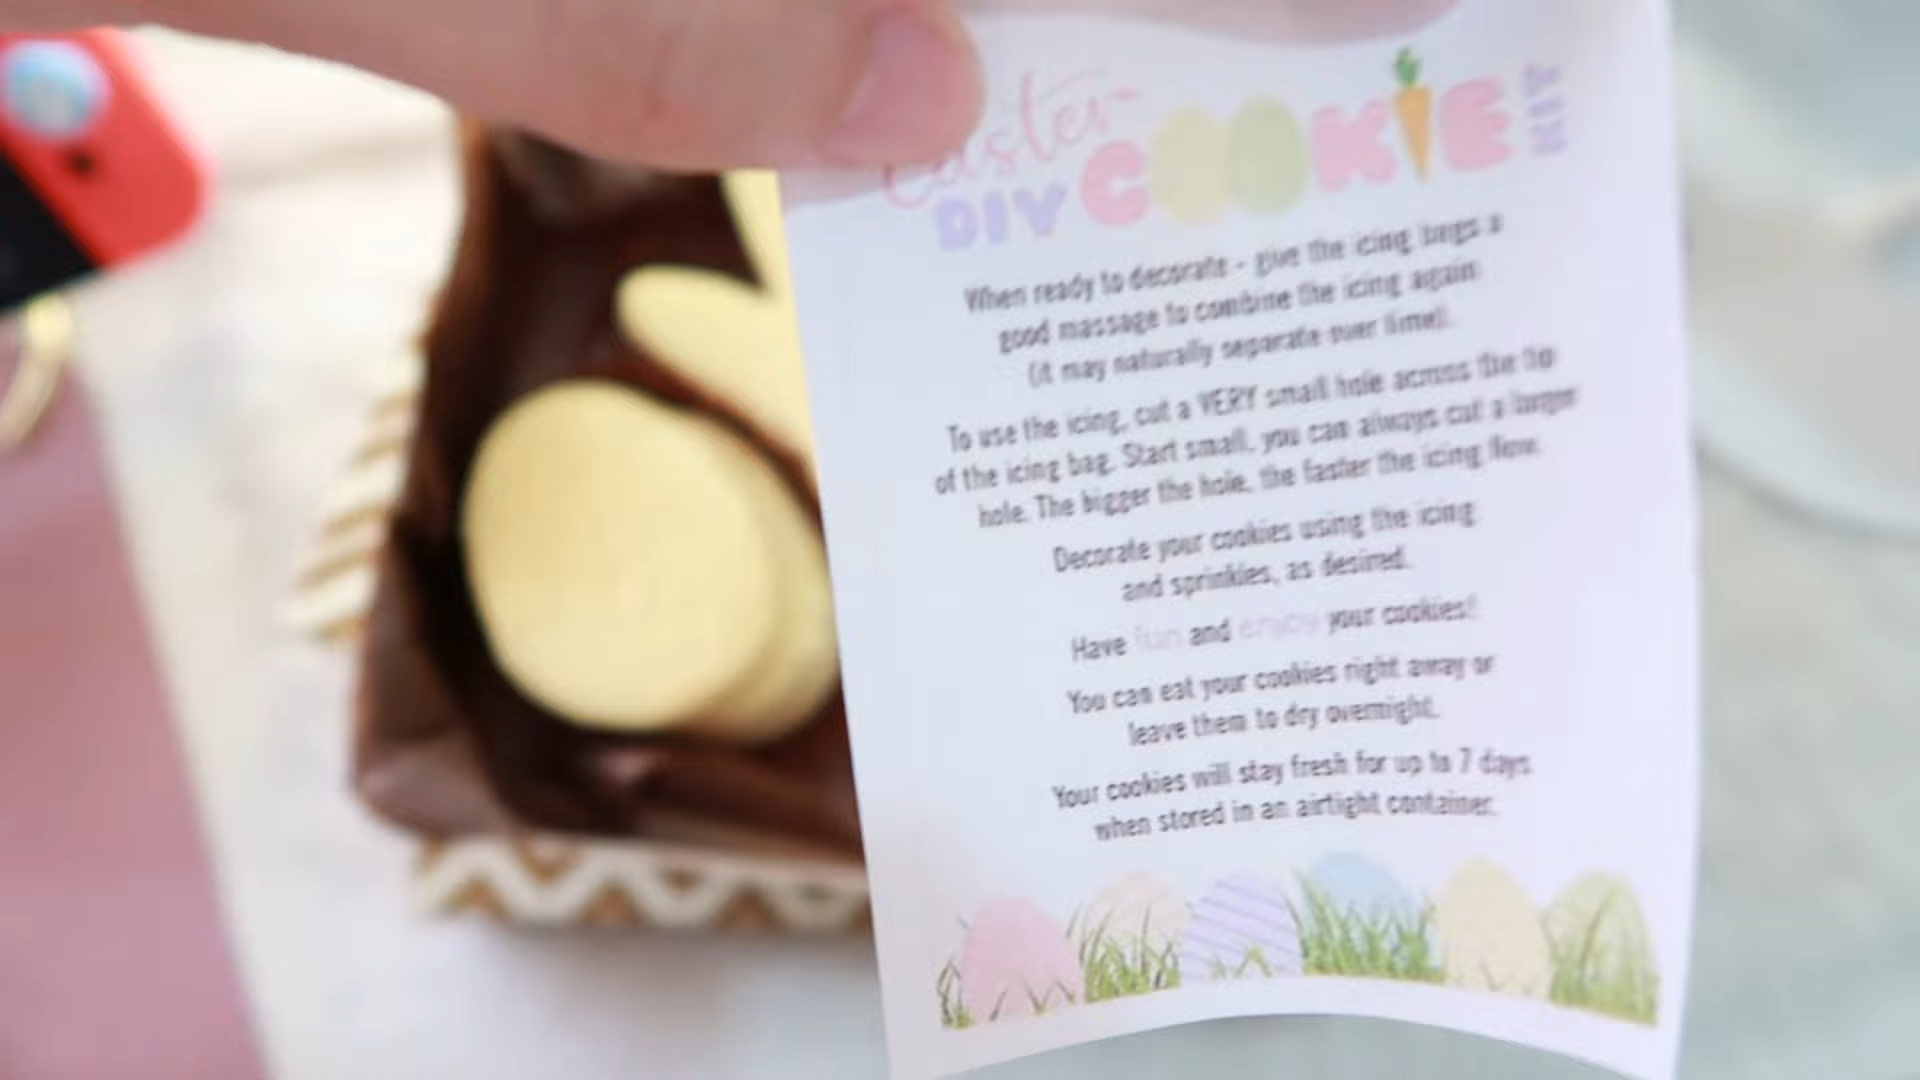 Easter
DIY COOKIE KIT
When ready to decorate - give the icing bags a
good massage to combine the icing again
(it may naturally separate over time).
To use the icing, cut a VERY small hole across the tip
of the icing bag. Start small, you can always cut a larger
hole. The bigger the hole, the faster the icing flow.
Decorate your cookies using the icing
and sprinkles, as desired.
Have fun and enjoy your cookies!
You can eat your cookies right away or
leave them to dry overnight.
Your cookies will stay fresh for up to 7 days
when stored in an airtight container.